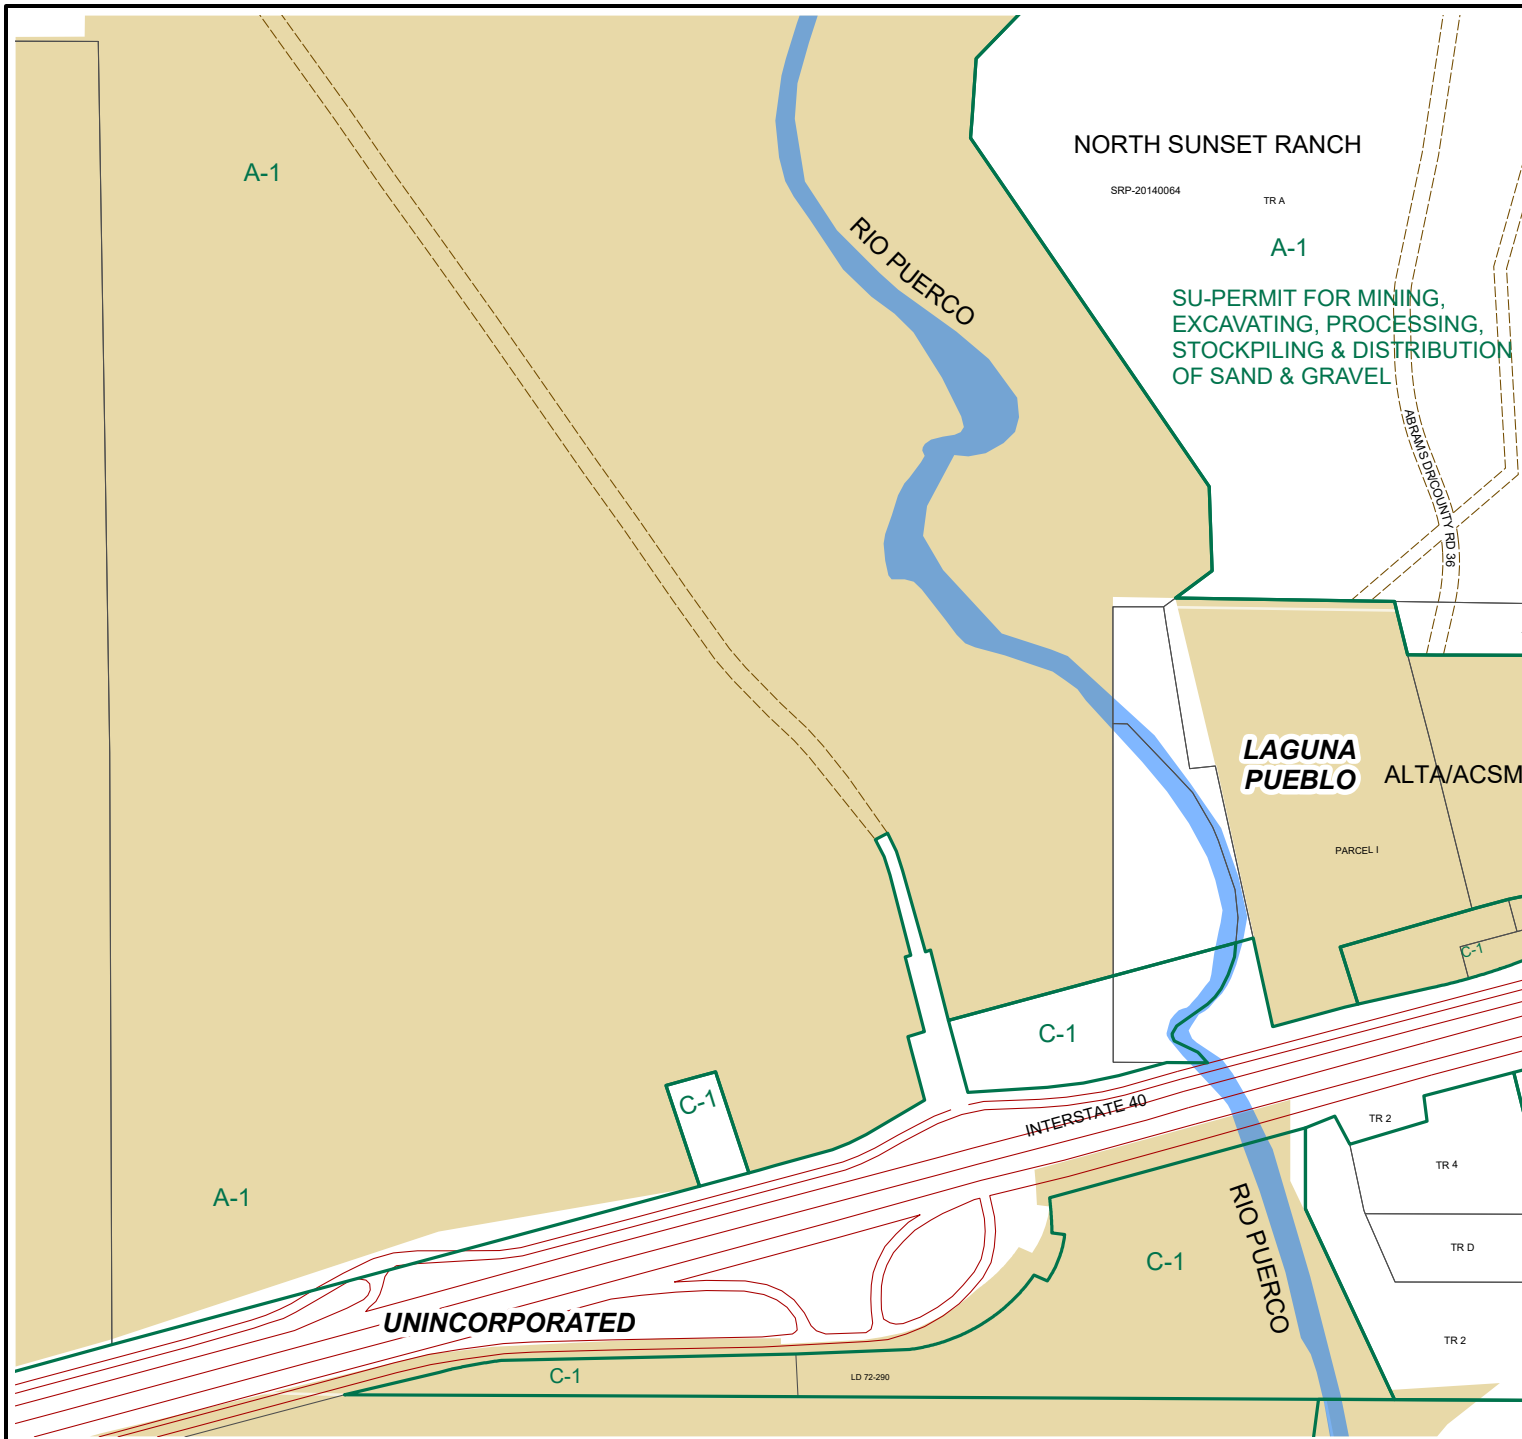 NORTH SUNSET RANCH
A-1
SRP-20140064
TR A
RIO PUERCO
A-1
SU-PERMIT FOR MINING,
EXCAVATING, PROCESSING,
STOCKPILING & DISTRIBUTION
OF SAND & GRAVEL
ABRAMS DR/COUNTY RD 36
LAGUNA
PUEBLO
ALTA/ACSM
PARCEL I
C-1
C-1
C-1
INTERSTATE 40
TR 2
TR 4
A-1
RIO PUERCO
TR D
C-1
UNINCORPORATED
TR 2
C-1
LD 72-290